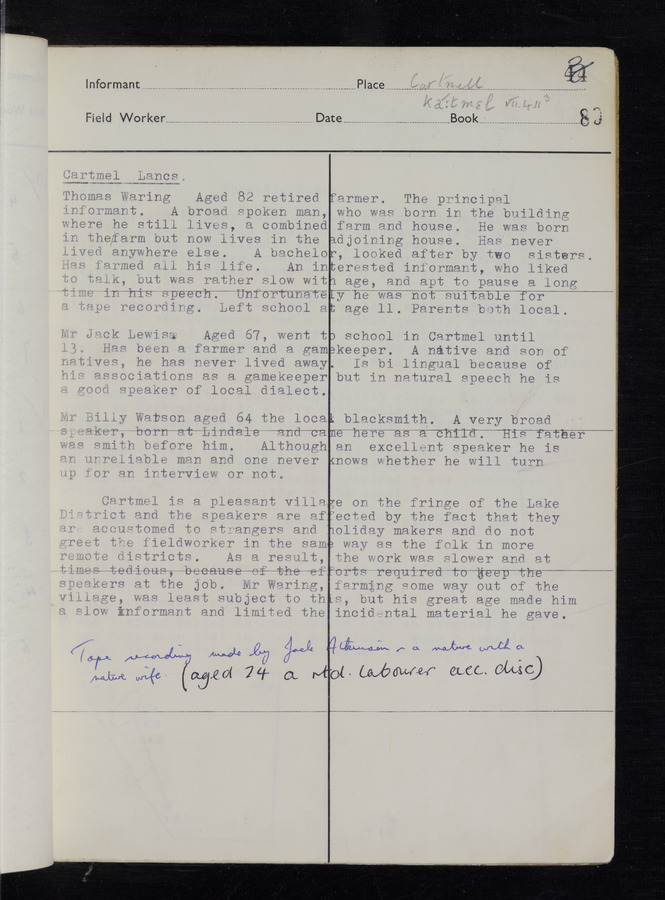 Informant Place Cartmell
kɑ:tməl VII.4.11³
Field Worker Date Book 80
Cartmel Lancs.
Thomas Waring Aged 82 retired farmer. The principal
informant. A broad spoken man, who was born in the building
where he still lives, a combined farm and house. He was born
in the farm but now lives in the adjoining house. Has never
lived anywhere else. A bachelor, looked after by two sisters.
Has farmed all his life. An interested informant, who liked
to talk, but was rather slow with age, and apt to pause a long
time in his speech. Unfortunately he was not suitable for
a tape recording. Left school at age 11. Parents both local.
Mr Jack Lewis Aged 67, went to school in Cartmel until
13. Has been a farmer and a gamekeeper. A native and son of
natives, he has never lived away. Is bi lingual because of
his associations as a gamekeeper but in natural speech he is
a good speaker of local dialect.
Mr Billy Watson aged 64 the local blacksmith. A very broad
speaker, born at Lindale and came here as a child. His father
was smith before him. Although an excellent speaker he is
an unreliable man and one never knows whether he will turn
up for an interview or not.
Cartmel is a pleasant village on the fringe of the Lake
District and the speakers are affected by the fact that they
are accustomed to strangers and holiday makers and do not
greet the fieldworker in the same way as the folk in more
remote districts. As a result, the work was slower and at
times tedious, because of the efforts required to keep the
speakers at the job. Mr Waring, farming some way out of the
village, was least subject to this, but his great age made him
a slow informant and limited the incidental material he gave.
Tape recording made by Jack Atkinson a native with a
native wife. (aged 74 a rtd. labourer acc. disc)